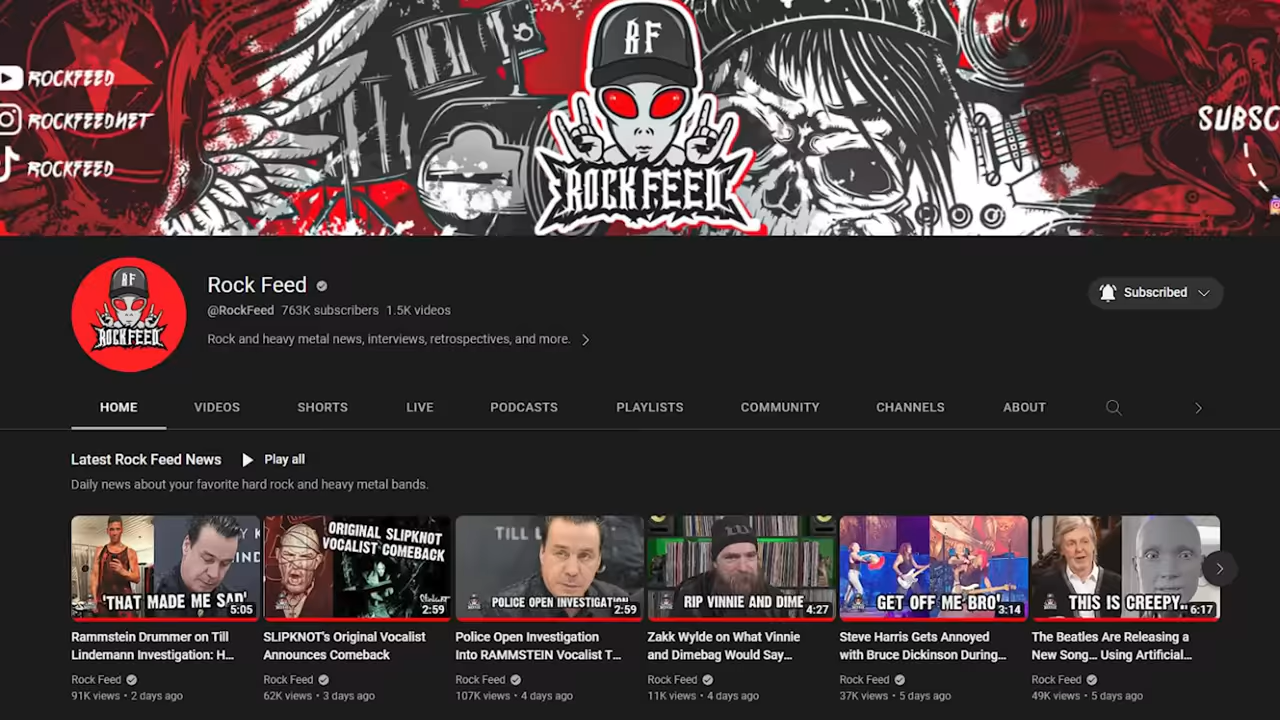 RF
ROCKFEED
ROCKFEEDNET
ROCKFEED
ROCKFEED
SUBSC
RF
ROCKFEED
Rock Feed
@RockFeed 763K subscribers 1.5K videos
Subscribed
Rock and heavy metal news, interviews, retrospectives, and more.
HOME VIDEOS SHORTS LIVE PODCASTS PLAYLISTS COMMUNITY CHANNELS ABOUT
Latest Rock Feed News Play all
Daily news about your favorite hard rock and heavy metal bands.
'THAT MADE ME SAD'
5:05
ORIGINAL SLIPKNOT
VOCALIST COMEBACK
2:59
TILL L
POLICE OPEN INVESTIGATION
2:59
RIP VINNIE AND DIME
4:27
GET OFF ME BRO'
3:14
THIS IS CREEPY..
6:17
Rammstein Drummer on Till
Lindemann Investigation: H...
Rock Feed
91K views • 2 days ago
SLIPKNOT's Original Vocalist
Announces Comeback
Rock Feed
62K views • 3 days ago
Police Open Investigation
Into RAMMSTEIN Vocalist T...
Rock Feed
107K views • 4 days ago
Zakk Wylde on What Vinnie
and Dimebag Would Say...
Rock Feed
11K views • 4 days ago
Steve Harris Gets Annoyed
with Bruce Dickinson During...
Rock Feed
37K views • 5 days ago
The Beatles Are Releasing a
New Song... Using Artificial...
Rock Feed
49K views • 5 days ago